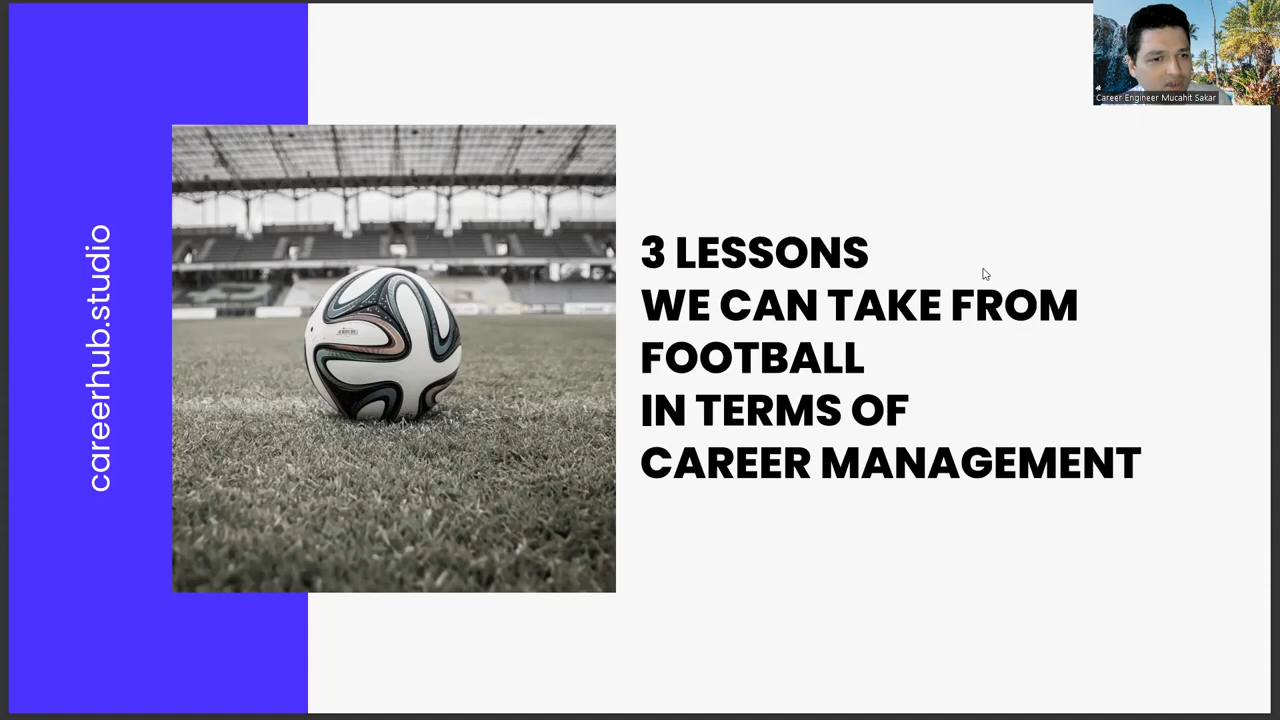 Career Engineer Mucahit Sakar
careerhub.studio
3 LESSONS
WE CAN TAKE FROM
FOOTBALL
IN TERMS OF
CAREER MANAGEMENT